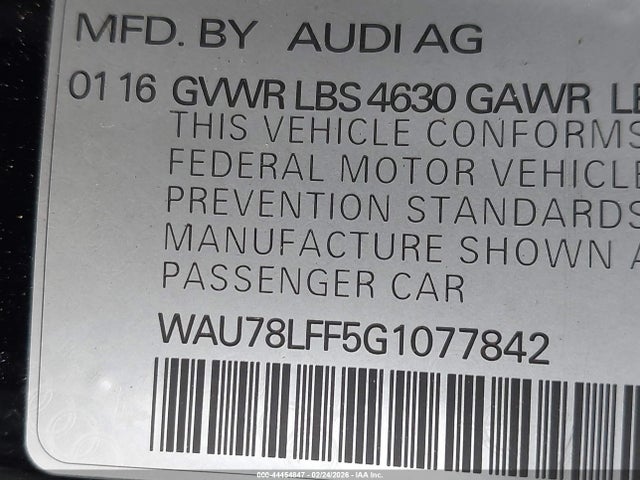 MFD. BY AUDI AG
01 16 GVWR LBS 4630 GAWR LB
THIS VEHICLE CONFORMS
FEDERAL MOTOR VEHICLE
PREVENTION STANDARDS
MANUFACTURE SHOWN A
PASSENGER CAR
WAU78LFF5G1077842
000-44454847 - 02/24/2026 - IAA Inc.